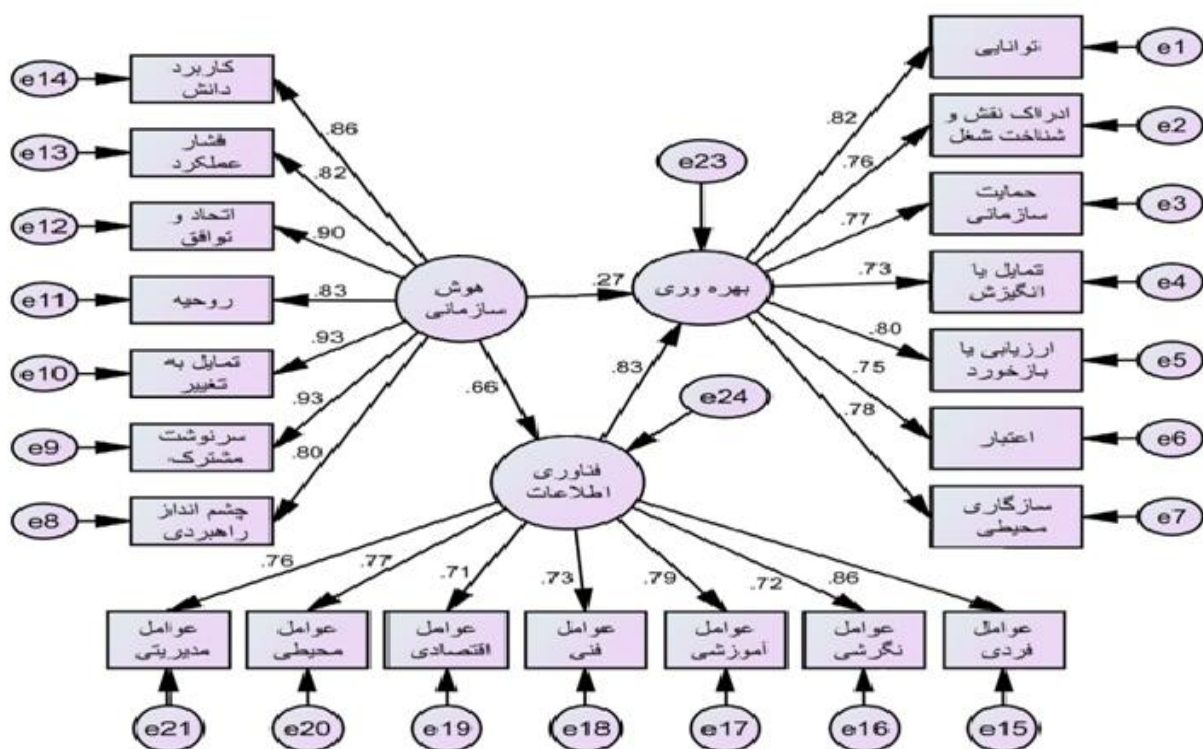 e14
کاربرد
دانش
.86
e13
فشار
عملکرد
.82
e12
اتحاد و
توافق
.90
e11
روحیه
.83
e10
تمایل به
تغییر
.93
e9
سرنوشت
مشترک
.93
e8
چشم انداز
راهبردی
.80
هوش
سازمانی
.27
.66
e23
بهره وری
.83
e24
فناوری
اطلاعات
.82
توانایی
e1
.76
ادراک نقش و
شناخت شغل
e2
.77
حمایت
سازمانی
e3
.73
تمایل یا
انگیزش
e4
.80
ارزیابی یا
بازخورد
e5
.75
اعتبار
e6
.78
سازگاری
محیطی
e7
.76
.77
.71
.73
.79
.72
.86
عوامل
مدیریتی
عوامل
محیطی
عوامل
اقتصادی
عوامل
فنی
عوامل
آموزشی
عوامل
نگرشی
عوامل
فردی
e21
e20
e19
e18
e17
e16
e15